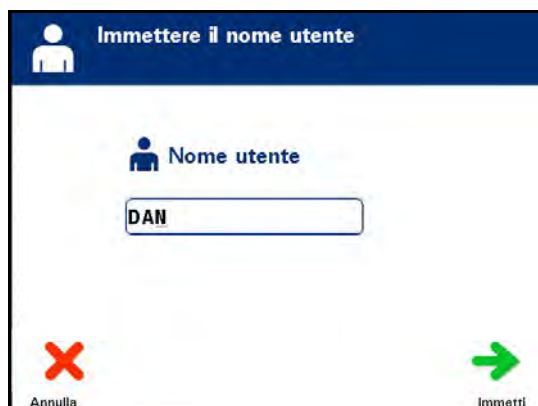 Immettere il nome utente
Nome utente
DAN
Annulla
Immetti